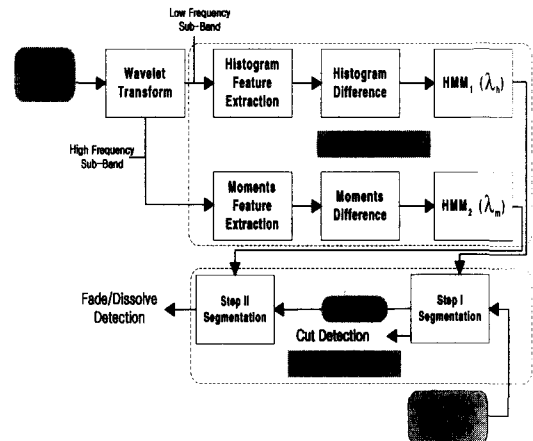 Low Frequency
Sub-Band
Wavelet
Transform
Histogram
Feature
Extraction
Histogram
Difference
HMM₁ (λₕ)
High Frequency
Sub-Band
Moments
Feature
Extraction
Moments
Difference
HMM₂ (λₘ)
Fade/Dissolve
Detection
Step II
Segmentation
Step I
Segmentation
Cut Detection